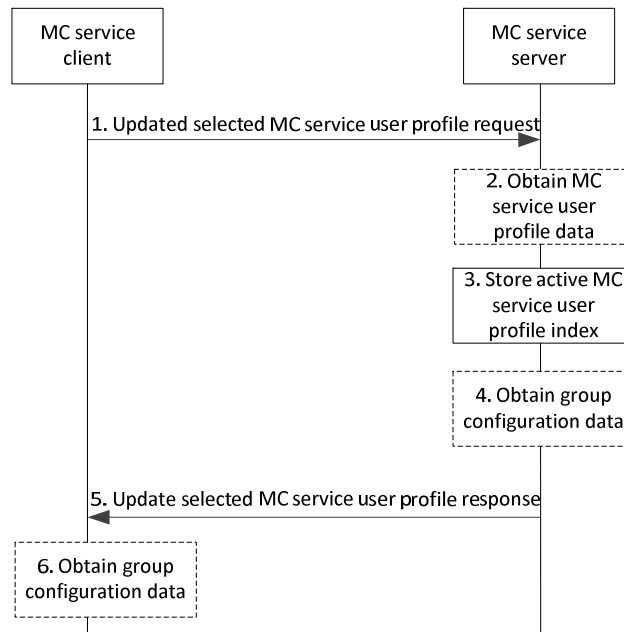 MC service
client
MC service
server
1. Updated selected MC service user profile request
2. Obtain MC
service user
profile data
3. Store active MC
service user
profile index
4. Obtain group
configuration data
5. Update selected MC service user profile response
6. Obtain group
configuration data